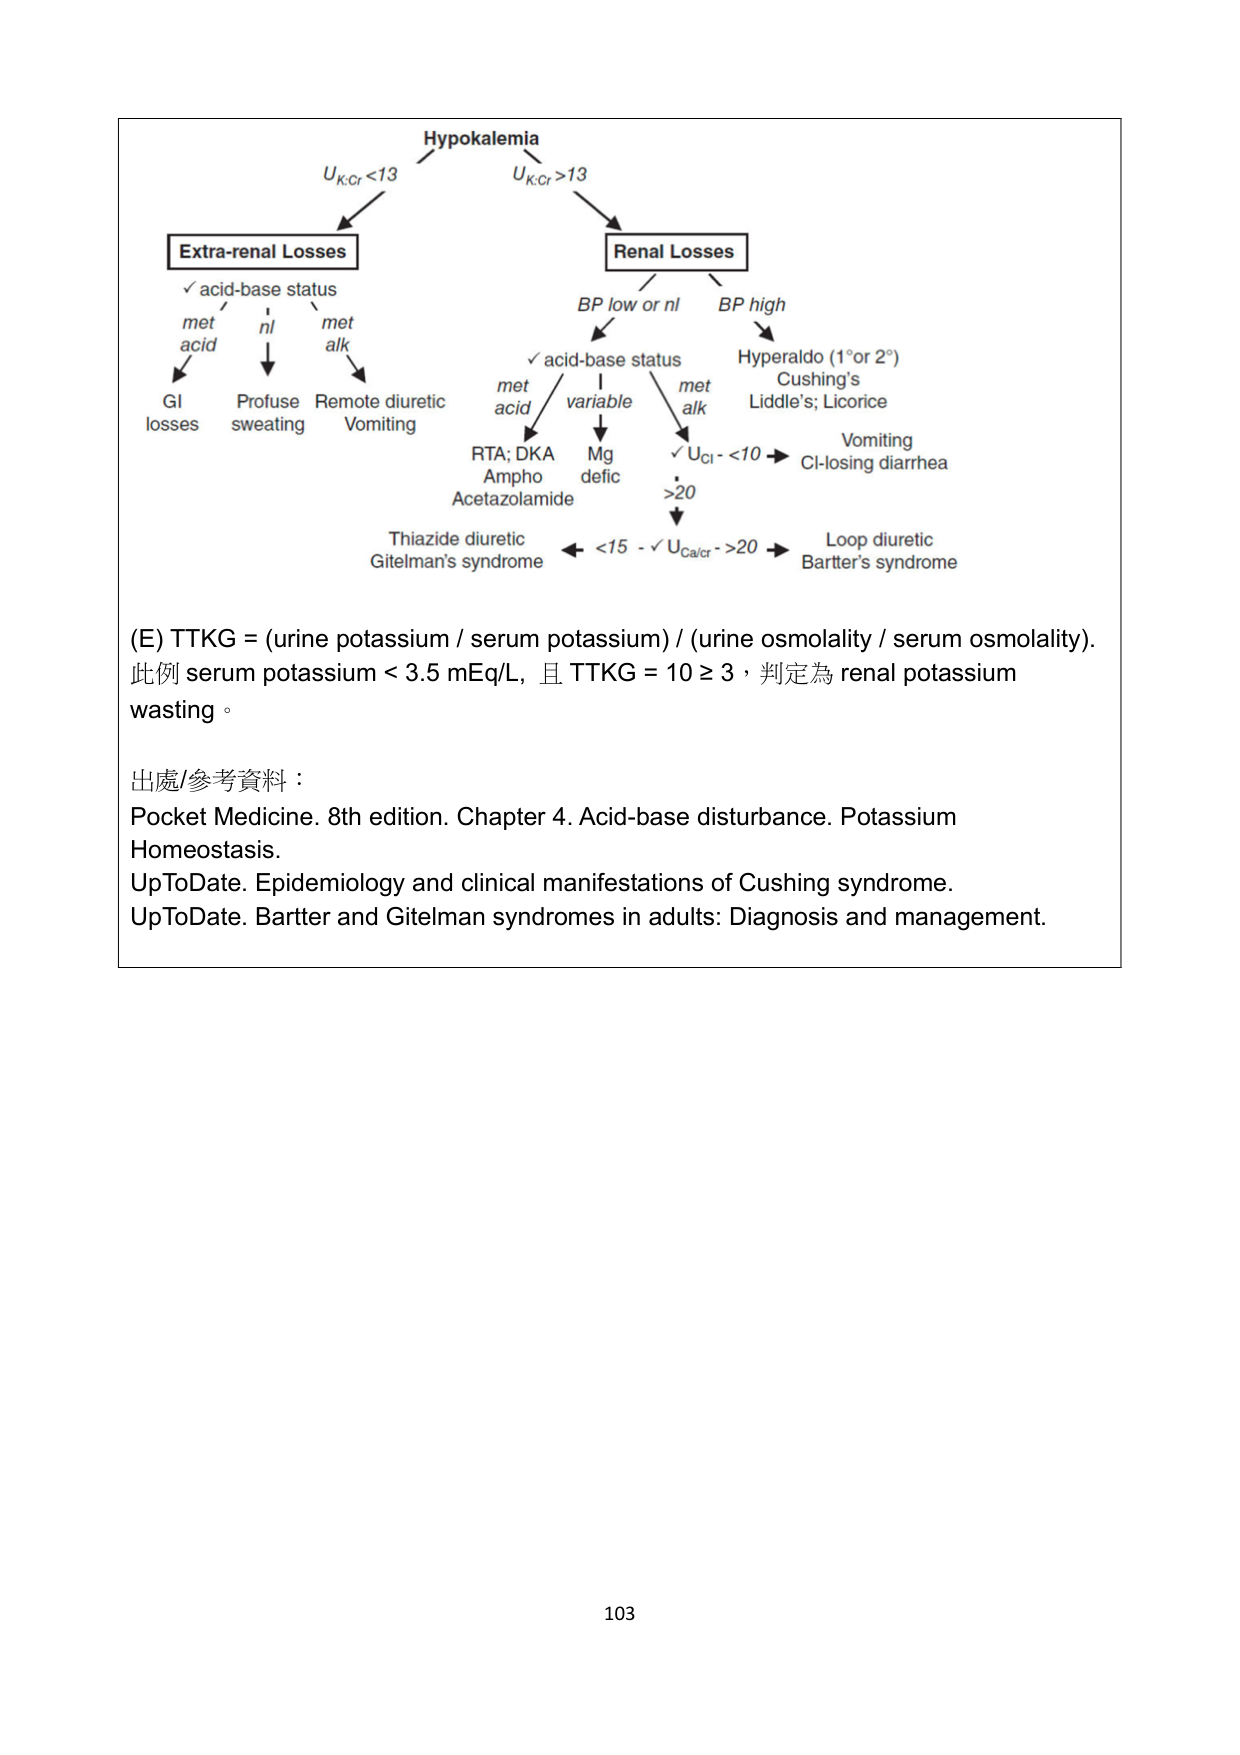 Hypokalemia
U K:Cr <13 U K:Cr >13
Extra-renal Losses Renal Losses
✓ acid-base status
met acid
nl
met alk
GI losses
Profuse sweating
Remote diuretic Vomiting
BP low or nl BP high
✓ acid-base status
Hyperaldo (1°or 2°)
Cushing's
Liddle's; Licorice
met acid
variable
met alk
RTA; DKA
Ampho
Acetazolamide
Mg defic
✓ U Cl - <10
Vomiting
Cl-losing diarrhea
>20
Thiazide diuretic
Gitelman's syndrome
<15 - ✓ U Ca/cr - >20
Loop diuretic
Bartter's syndrome
(E) TTKG = (urine potassium / serum potassium) / (urine osmolality / serum osmolality).
此例 serum potassium < 3.5 mEq/L, 且 TTKG = 10 ≥ 3，判定為 renal potassium
wasting。
出處/參考資料：
Pocket Medicine. 8th edition. Chapter 4. Acid-base disturbance. Potassium
Homeostasis.
UpToDate. Epidemiology and clinical manifestations of Cushing syndrome.
UpToDate. Bartter and Gitelman syndromes in adults: Diagnosis and management.
103